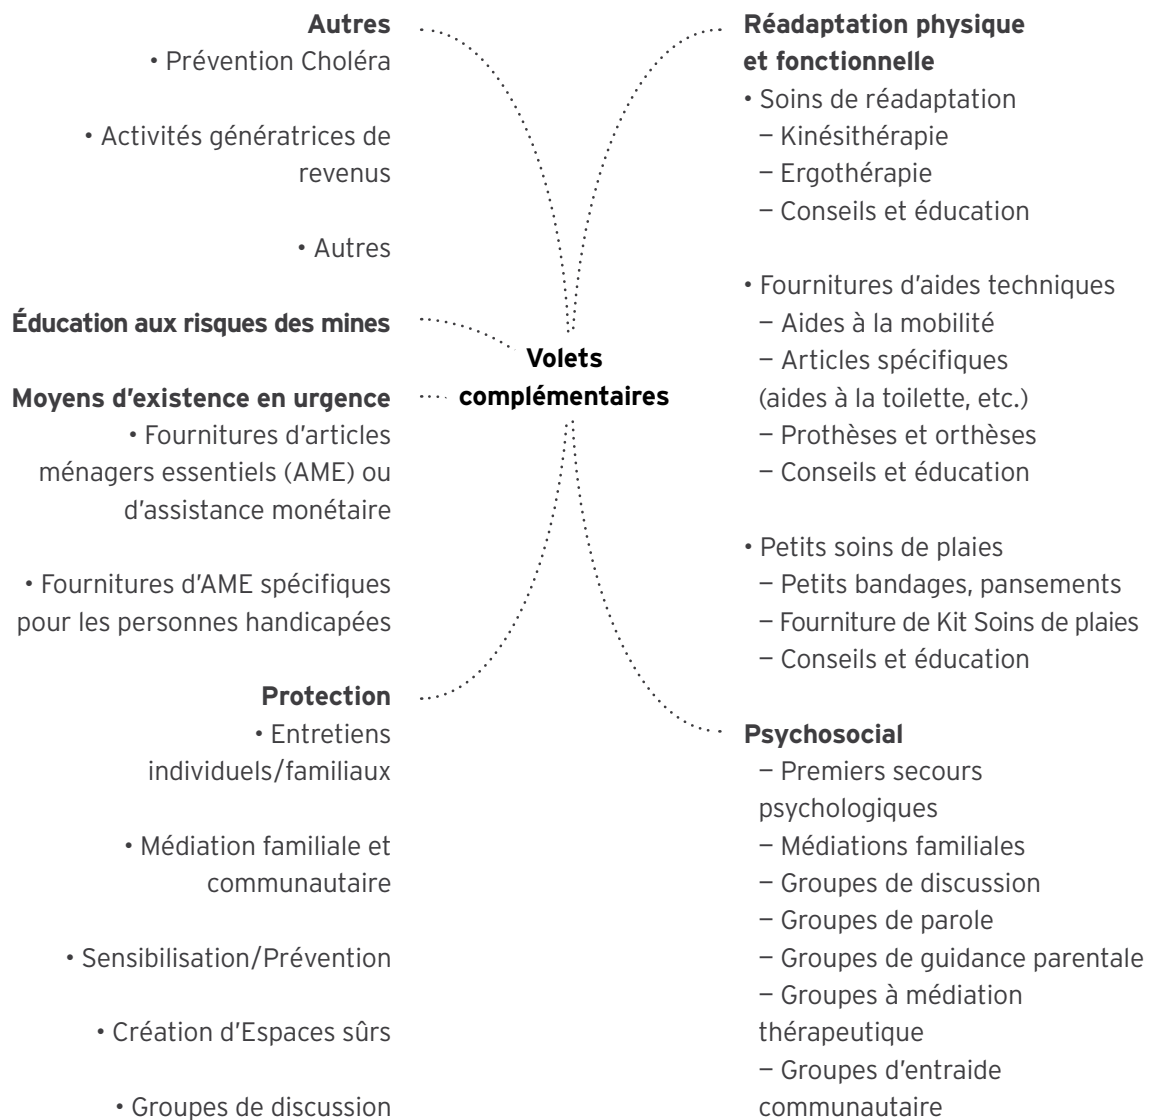 Autres
• Prévention Choléra
• Activités génératrices de
revenus
• Autres
Éducation aux risques des mines
Moyens d’existence en urgence
• Fournitures d’articles
ménagers essentiels (AME) ou
d’assistance monétaire
• Fournitures d’AME spécifiques
pour les personnes handicapées
Protection
• Entretiens
individuels/familiaux
• Médiation familiale et
communautaire
• Sensibilisation/Prévention
• Création d’Espaces sûrs
• Groupes de discussion
Volets
complémentaires
Réadaptation physique
et fonctionnelle
• Soins de réadaptation
– Kinésithérapie
– Ergothérapie
– Conseils et éducation
• Fournitures d’aides techniques
– Aides à la mobilité
– Articles spécifiques
(aides à la toilette, etc.)
– Prothèses et orthèses
– Conseils et éducation
• Petits soins de plaies
– Petits bandages, pansements
– Fourniture de Kit Soins de plaies
– Conseils et éducation
Psychosocial
– Premiers secours
psychologiques
– Médiations familiales
– Groupes de discussion
– Groupes de parole
– Groupes de guidance parentale
– Groupes à médiation
thérapeutique
– Groupes d’entraide
communautaire